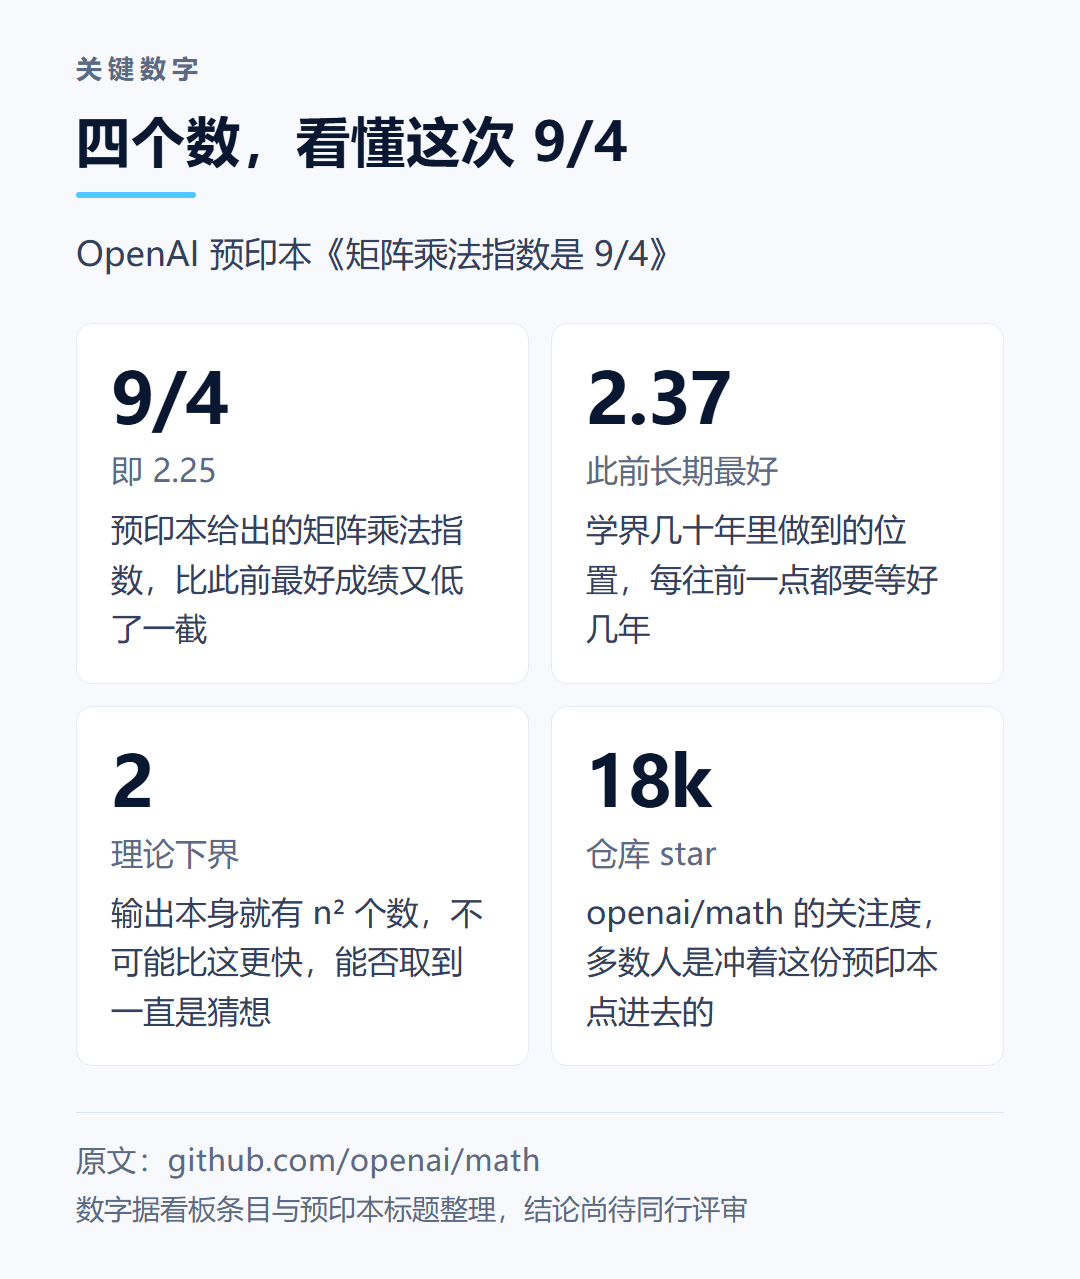 关键数字
四个数，看懂这次 9/4
OpenAI 预印本《矩阵乘法指数是 9/4》
9/4
即 2.25
预印本给出的矩阵乘法指
数，比此前最好成绩又低
了一截
2.37
此前长期最好
学界几十年里做到的位
置，每往前一点都要等好
几年
2
理论下界
输出本身就有 n² 个数，不
可能比这更快，能否取到
一直是猜想
18k
仓库 star
openai/math 的关注度，
多数人是冲着这份预印本
点进去的
原文：github.com/openai/math
数字据看板条目与预印本标题整理，结论尚待同行评审